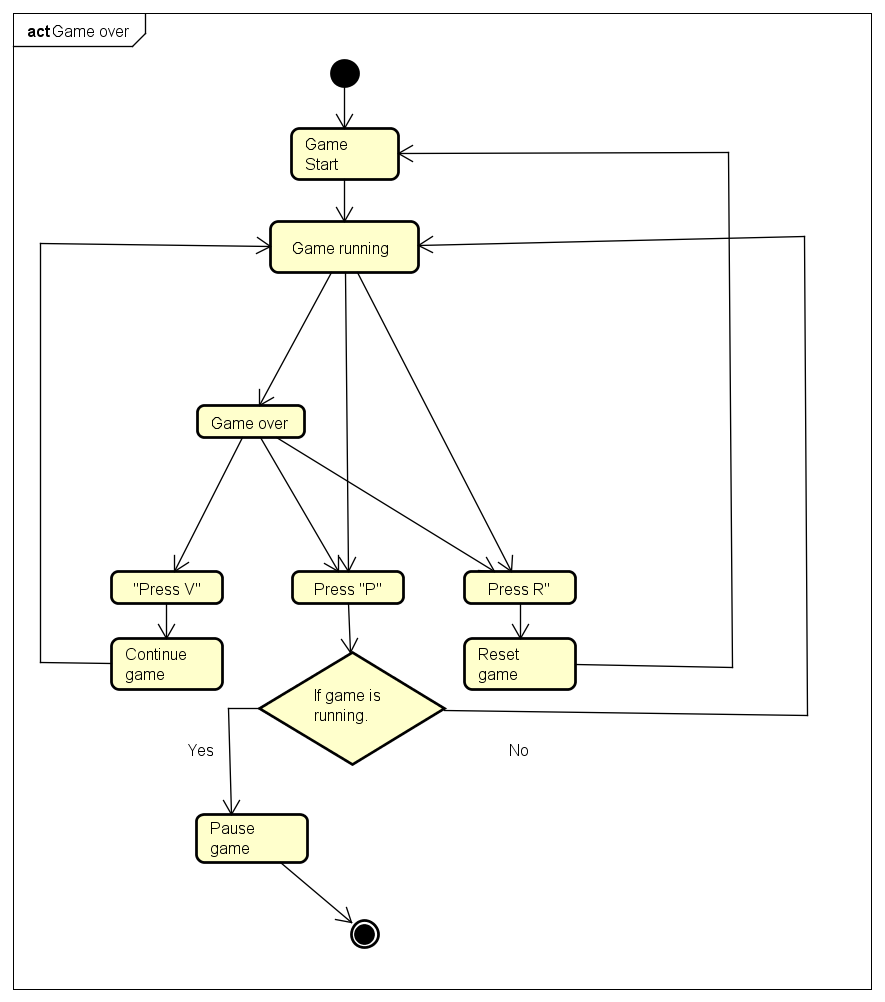 act Game over
Game
Start
Game running
Game over
"Press V"
Press "P"
Press R"
Continue
game
If game is
running.
Reset
game
Yes
No
Pause
game